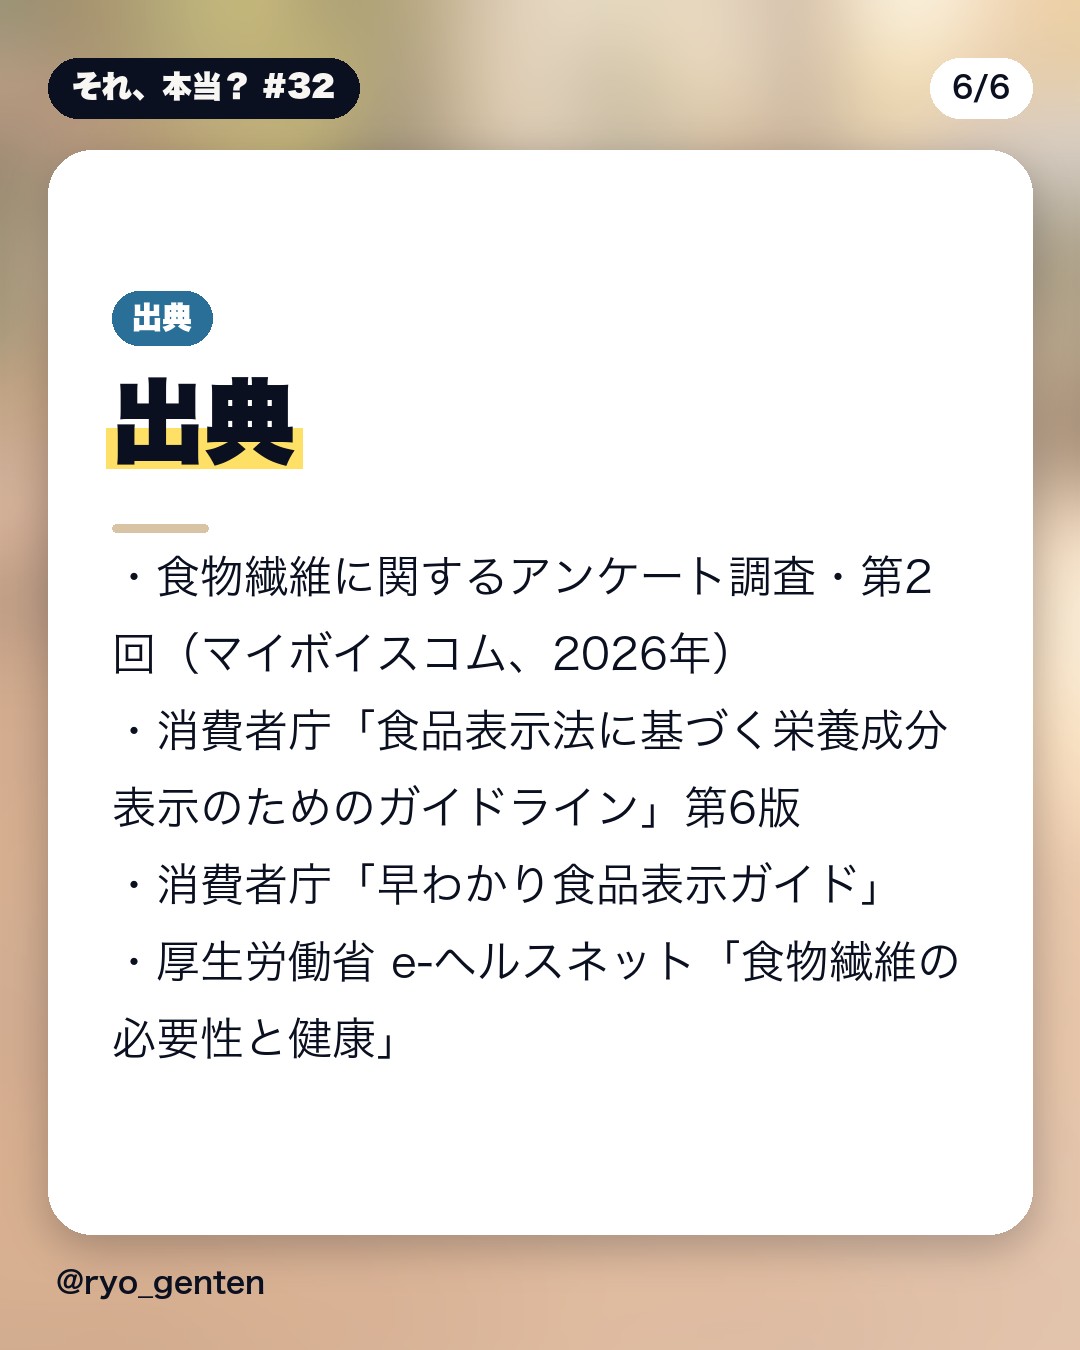 それ、本当？ #32
6/6
出典
出典
・食物繊維に関するアンケート調査・第2
回（マイボイスコム、2026年）
・消費者庁「食品表示法に基づく栄養成分
表示のためのガイドライン」第6版
・消費者庁「早わかり食品表示ガイド」
・厚生労働省 e-ヘルスネット「食物繊維の
必要性と健康」
@ryo_genten